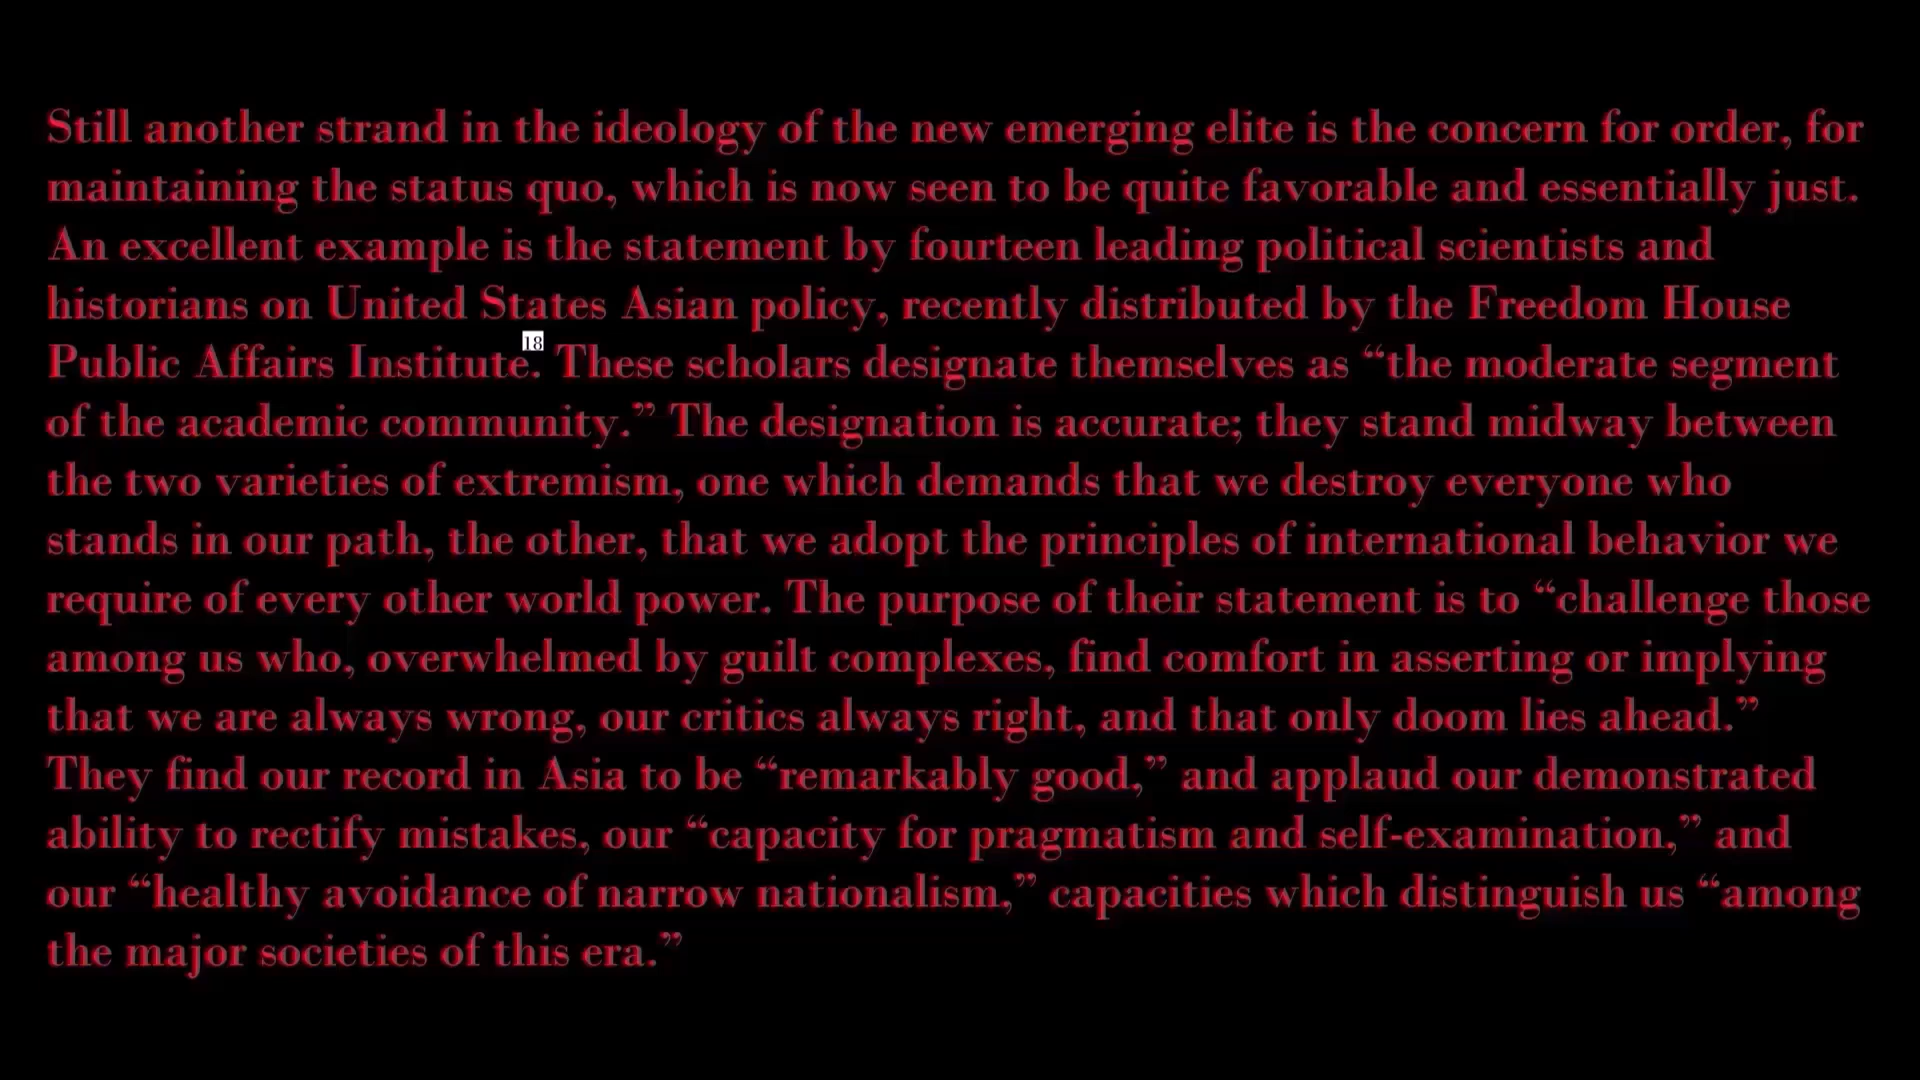 Still another strand in the ideology of the new emerging elite is the concern for order, for
maintaining the status quo, which is now seen to be quite favorable and essentially just.
An excellent example is the statement by fourteen leading political scientists and
historians on United States Asian policy, recently distributed by the Freedom House
Public Affairs Institute.18 These scholars designate themselves as “the moderate segment
of the academic community.” The designation is accurate; they stand midway between
the two varieties of extremism, one which demands that we destroy everyone who
stands in our path, the other, that we adopt the principles of international behavior we
require of every other world power. The purpose of their statement is to “challenge those
among us who, overwhelmed by guilt complexes, find comfort in asserting or implying
that we are always wrong, our critics always right, and that only doom lies ahead.”
They find our record in Asia to be “remarkably good,” and applaud our demonstrated
ability to rectify mistakes, our “capacity for pragmatism and self-examination,” and
our “healthy avoidance of narrow nationalism,” capacities which distinguish us “among
the major societies of this era.”